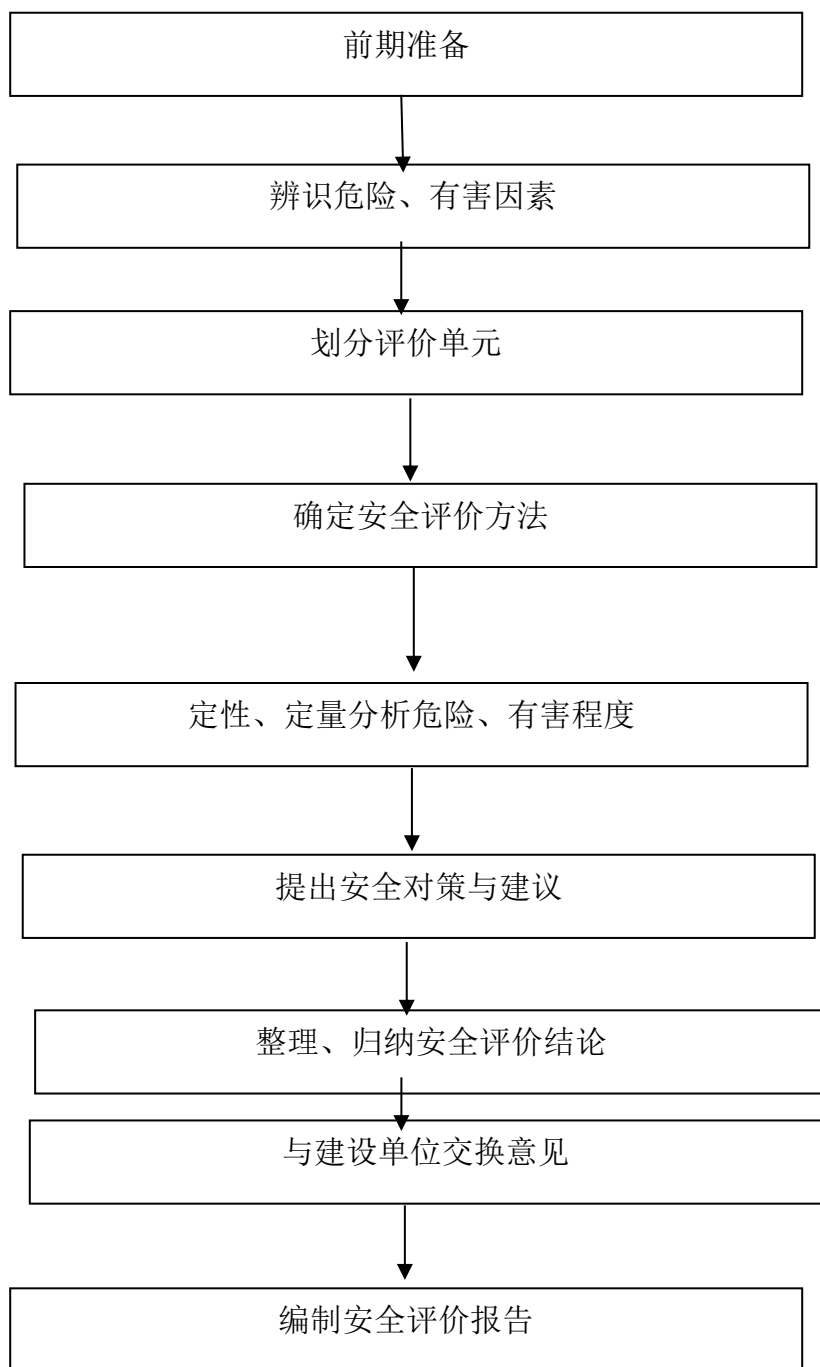 前期准备
辨识危险、有害因素
划分评价单元
确定安全评价方法
定性、定量分析危险、有害程度
提出安全对策与建议
整理、归纳安全评价结论
与建设单位交换意见
编制安全评价报告